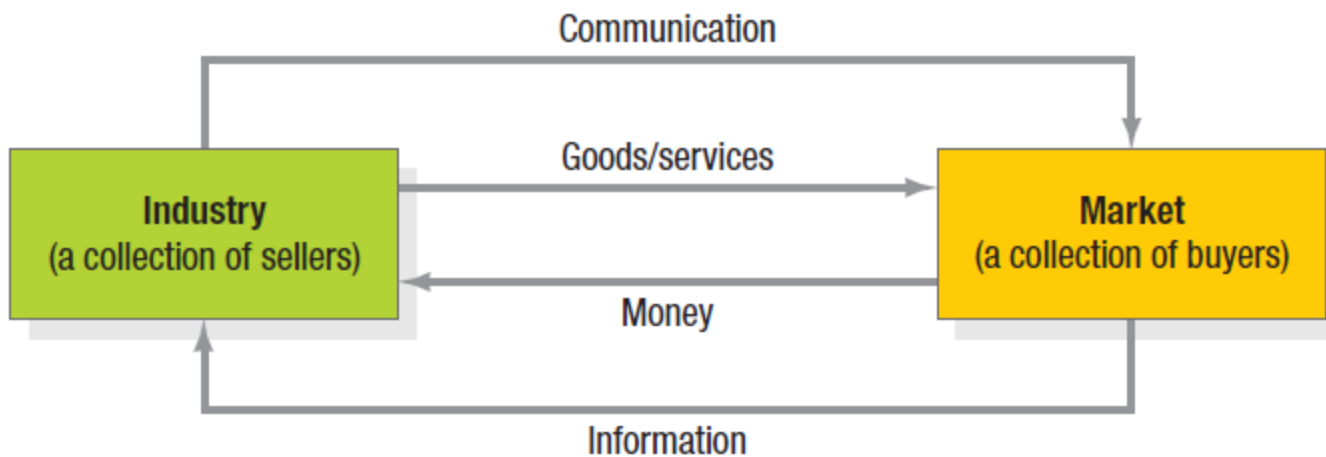 Communication
Goods/services
Industry
(a collection of sellers)
Market
(a collection of buyers)
Money
Information